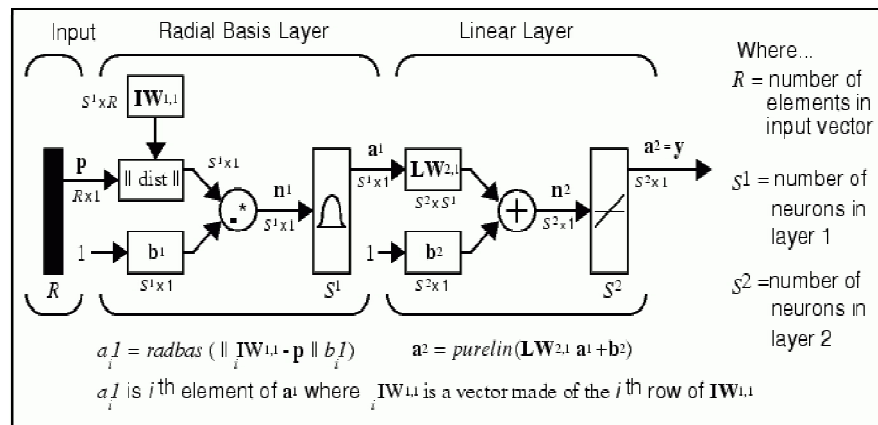 Input Radial Basis Layer Linear Layer
Where...
R = number of
elements in
input vector
S¹ = number of
neurons in
layer 1
S² = number of
neurons in
layer 2
S¹xR IW1,1
p
Rx1
|| dist ||
S¹x1
1
b1
S¹x1
.*
n1
S¹x1
a1
S¹x1
LW2,1
S²xS¹
1
b2
S²x1
+
n2
S²x1
a2 = y
S²x1
R S¹ S²
ai1 = radbas ( || iIW1,1 - p || bi1)
a2 = purelin(LW2,1 a1 +b2)
ai1 is i th element of a1 where iIW1,1 is a vector made of the i th row of IW1,1